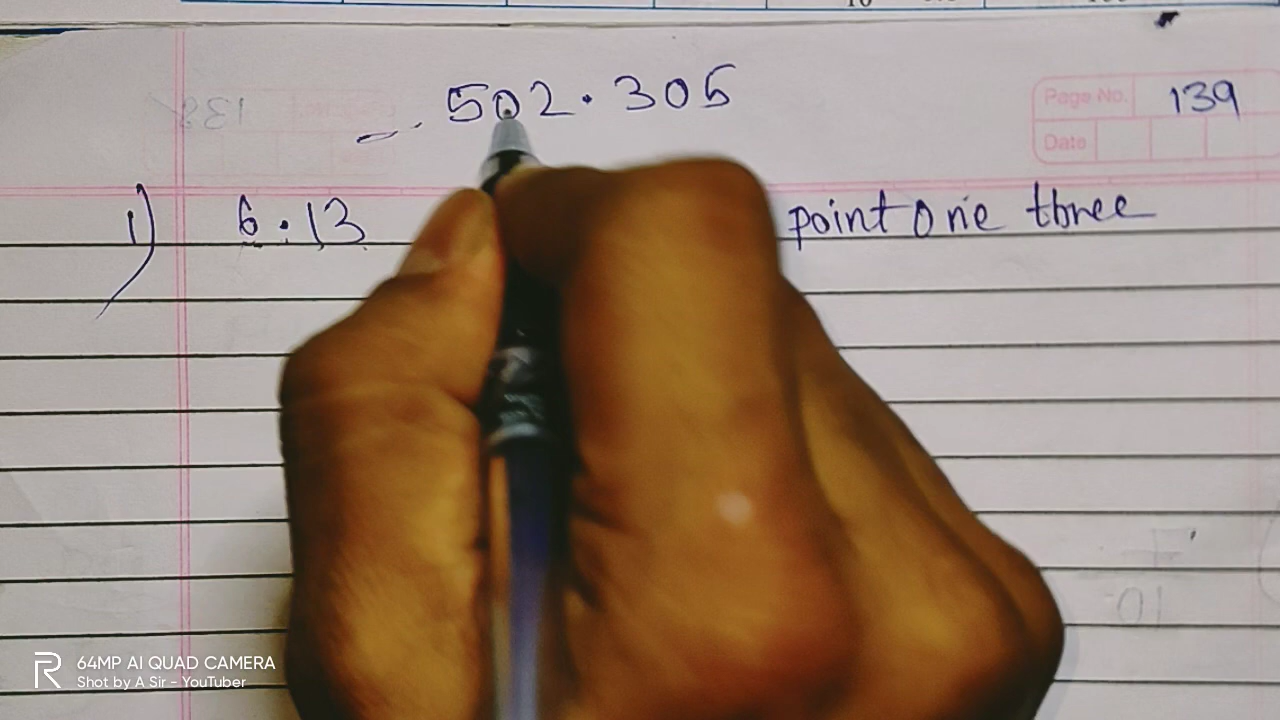 502.305
Page No. 139
Date
1) 6.13 point one three
64MP AI QUAD CAMERA
Shot by A Sir - YouTuber